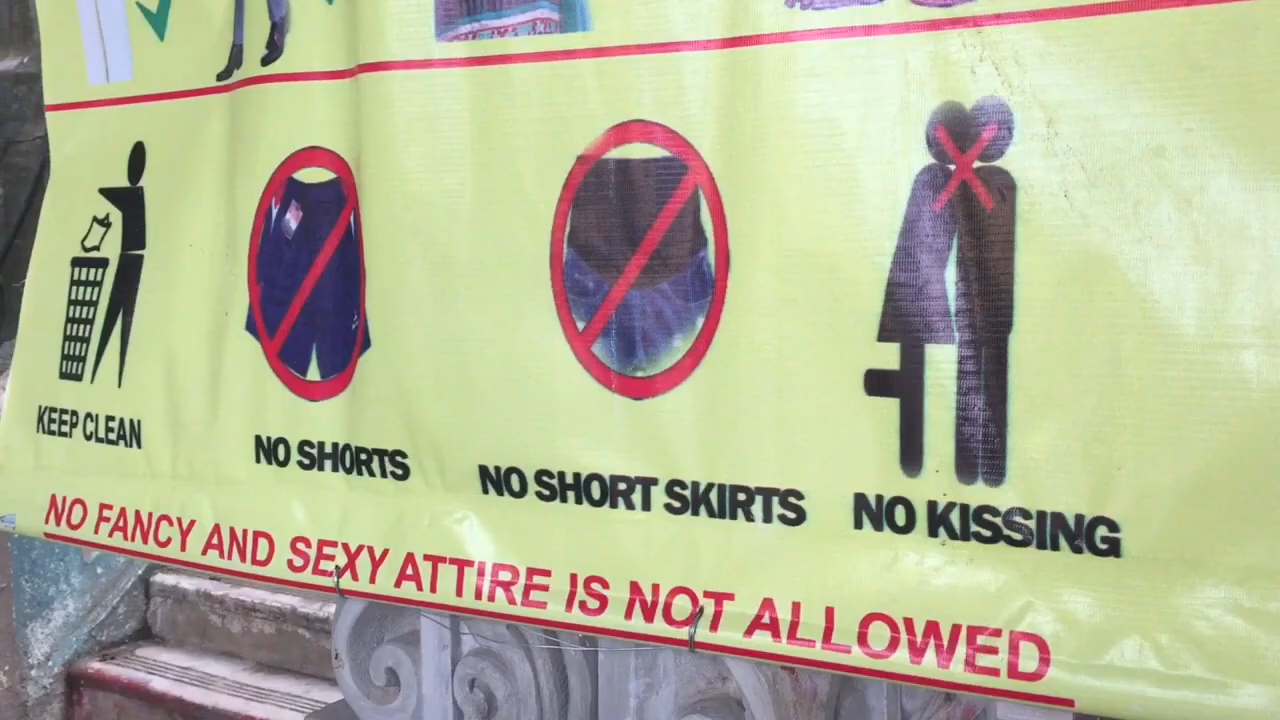 KEEP CLEAN
NO SHORTS
NO SHORT SKIRTS
NO KISSING
NO FANCY AND SEXY ATTIRE IS NOT ALLOWED